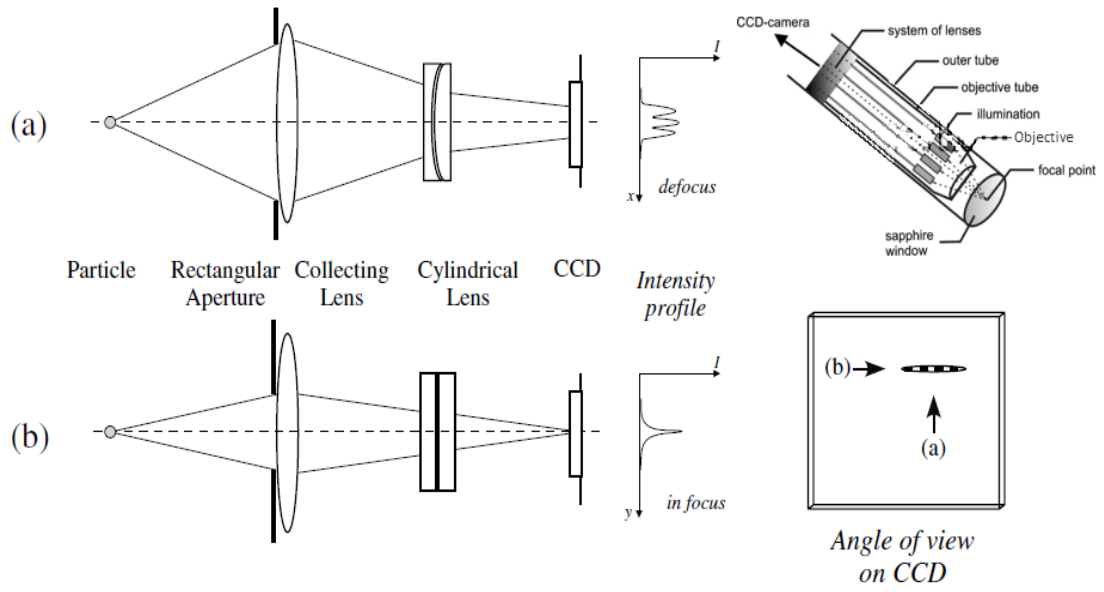 (a)
I
x
defocus
CCD-camera
system of lenses
outer tube
objective tube
illumination
Objective
focal point
sapphire
window
Particle
Rectangular
Aperture
Collecting
Lens
Cylindrical
Lens
CCD
Intensity
profile
(b)
I
y
in focus
(b)
(a)
Angle of view
on CCD